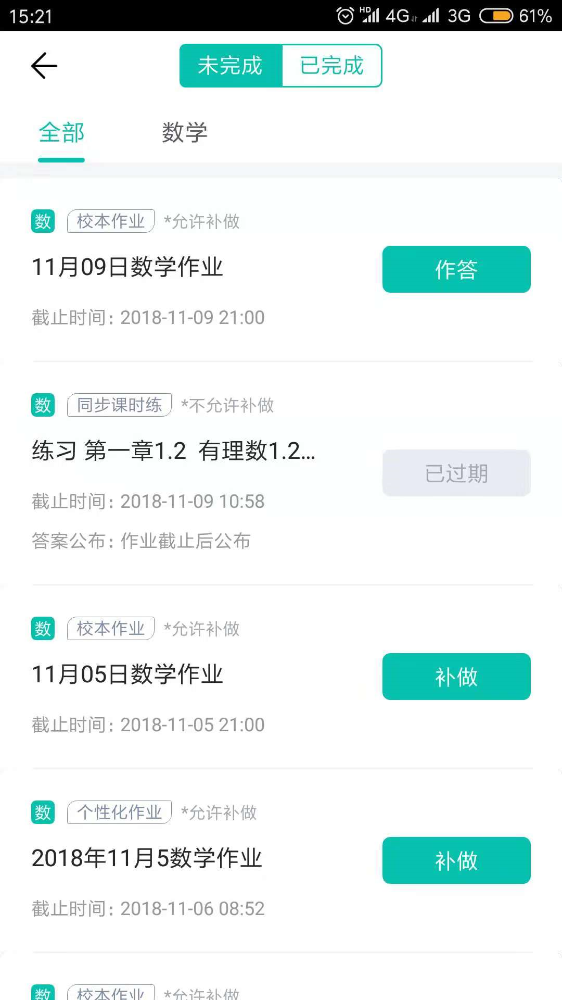 15:21 HD 4G 3G 61%
未完成 已完成
全部 数学
数 校本作业 *允许补做
11月09日数学作业
作答
截止时间: 2018-11-09 21:00
数 同步课时练 *不允许补做
练习 第一章1.2 有理数1.2...
已过期
截止时间: 2018-11-09 10:58
答案公布: 作业截止后公布
数 校本作业 *允许补做
11月05日数学作业
补做
截止时间: 2018-11-05 21:00
数 个性化作业 *允许补做
2018年11月5数学作业
补做
截止时间: 2018-11-06 08:52
数 校本作业 *允许补做